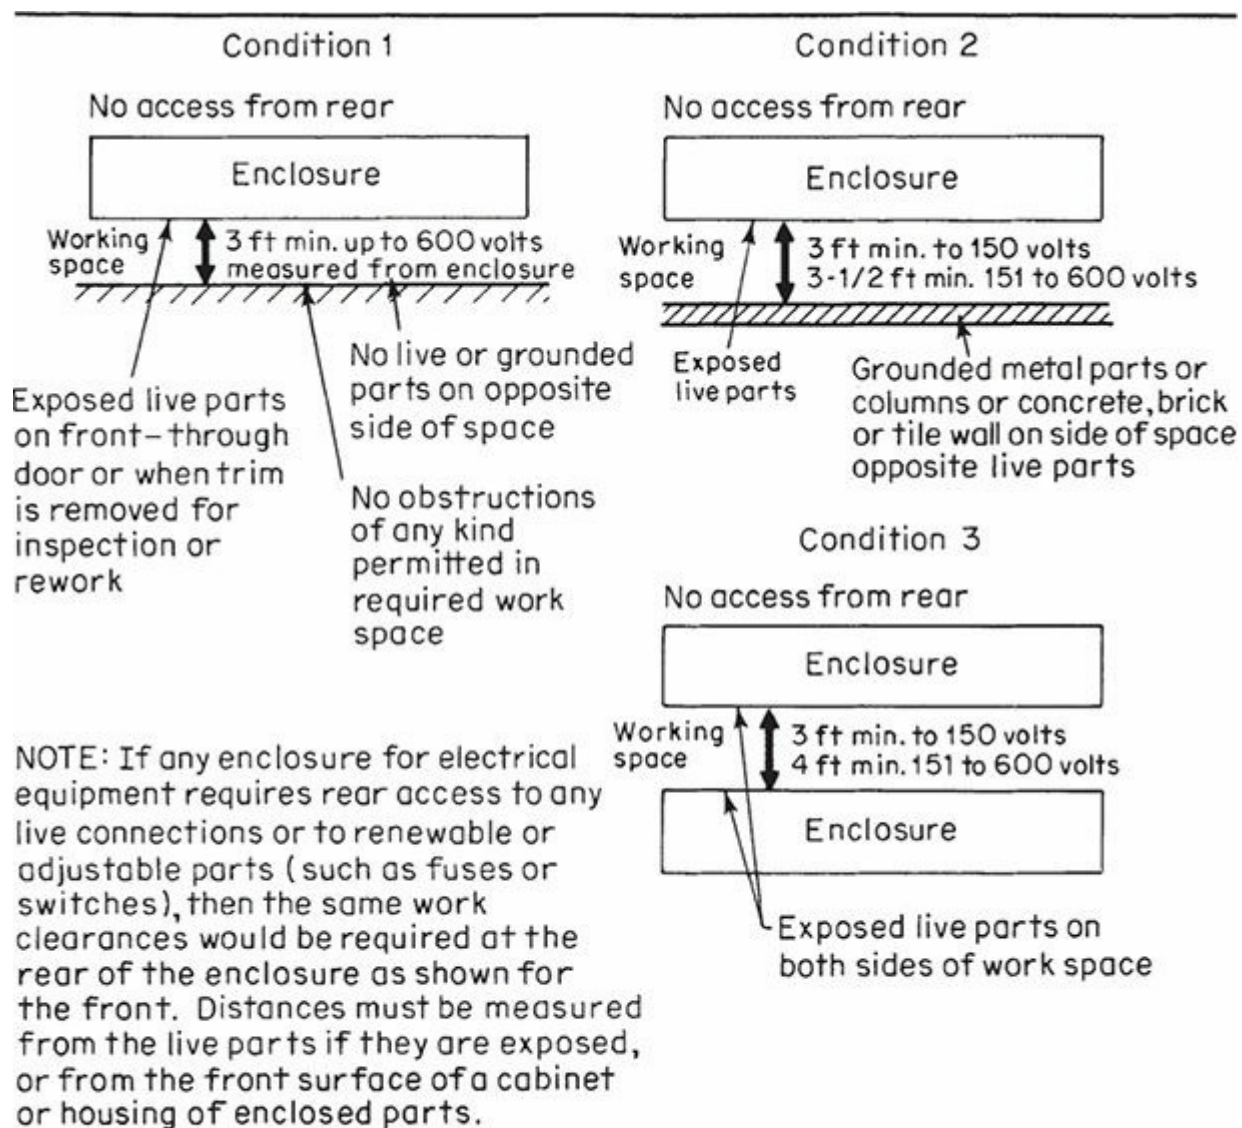 Condition 1
No access from rear
Enclosure
Working
space
3 ft min. up to 600 volts
measured from enclosure
Exposed live parts
on front-through
door or when trim
is removed for
inspection or
rework
No live or grounded
parts on opposite
side of space
No obstructions
of any kind
permitted in
required work
space
Condition 2
No access from rear
Enclosure
Working
space
3 ft min. to 150 volts
3-1/2 ft min. 151 to 600 volts
Exposed
live parts
Grounded metal parts or
columns or concrete, brick
or tile wall on side of space
opposite live parts
Condition 3
No access from rear
Enclosure
Working
space
3 ft min. to 150 volts
4 ft min. 151 to 600 volts
Enclosure
Exposed live parts on
both sides of work space
NOTE: If any enclosure for electrical
equipment requires rear access to any
live connections or to renewable or
adjustable parts (such as fuses or
switches), then the same work
clearances would be required at the
rear of the enclosure as shown for
the front. Distances must be measured
from the live parts if they are exposed,
or from the front surface of a cabinet
or housing of enclosed parts.